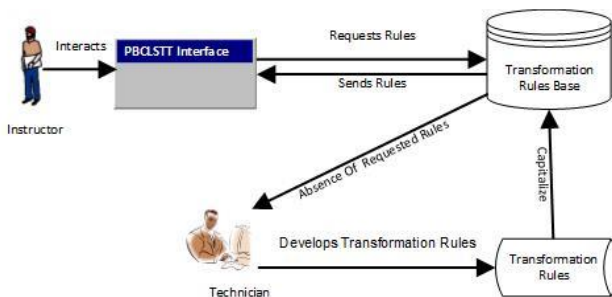 Interacts
PBCLSTT Interface
Requests Rules
Sends Rules
Transformation
Rules Base
Instructor
Absence Of Requested Rules
Capitalize
Develops Transformation Rules
Transformation
Rules
Technician